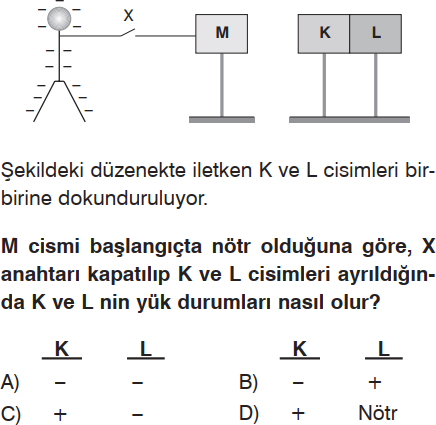 X
M K L
Şekildeki düzenekte iletken K ve L cisimleri bir-
birine dokunduruluyor.
M cismi başlangıçta nötr olduğuna göre, X
anahtarı kapatılıp K ve L cisimleri ayrıldığın-
da K ve L nin yük durumları nasıl olur?
K L K L
A) – – B) – +
C) + – D) + Nötr